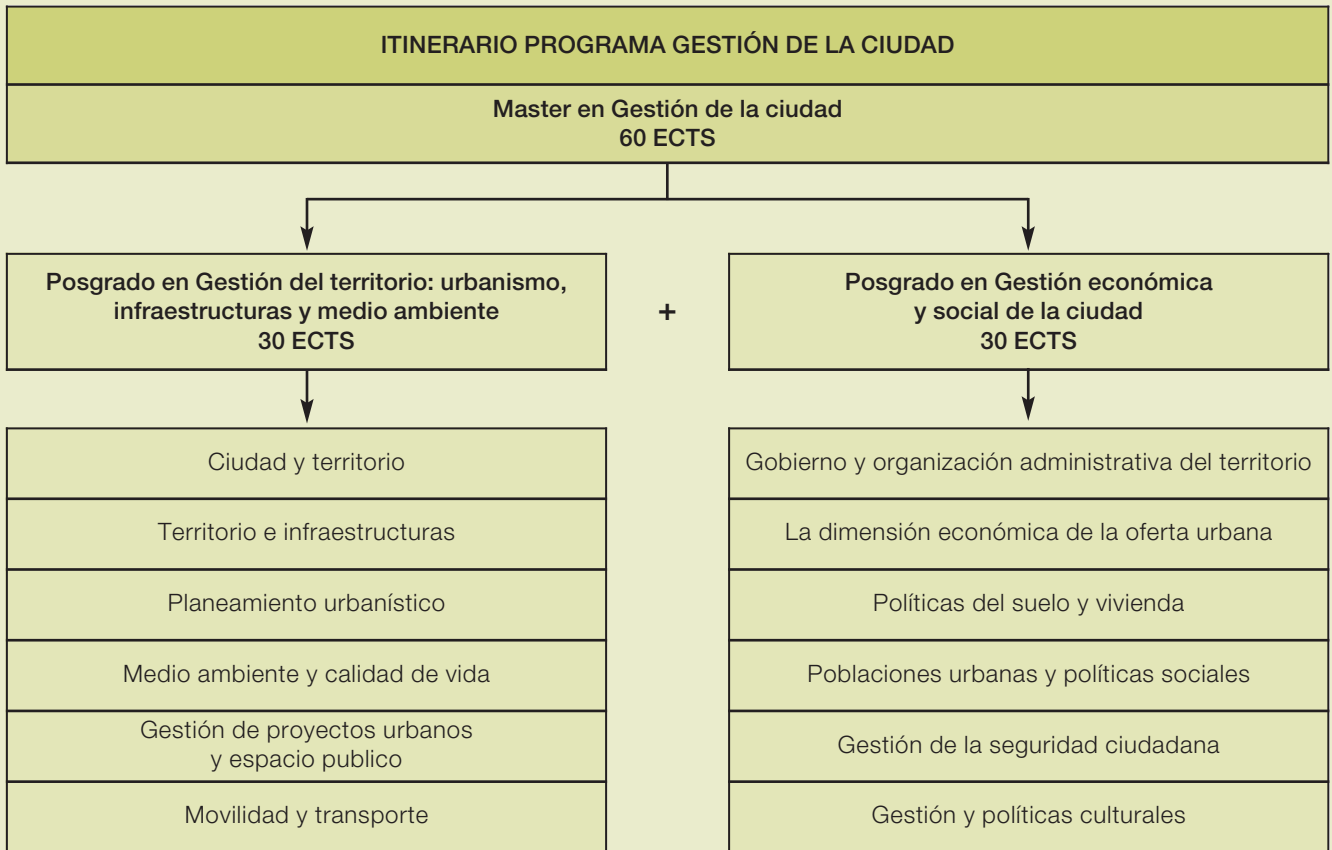 ITINERARIO PROGRAMA GESTIÓN DE LA CIUDAD
Master en Gestión de la ciudad
60 ECTS
Posgrado en Gestión del territorio: urbanismo,
infraestructuras y medio ambiente
30 ECTS
+
Posgrado en Gestión económica
y social de la ciudad
30 ECTS
Ciudad y territorio
Territorio e infraestructuras
Planeamiento urbanístico
Medio ambiente y calidad de vida
Gestión de proyectos urbanos
y espacio publico
Movilidad y transporte
Gobierno y organización administrativa del territorio
La dimensión económica de la oferta urbana
Políticas del suelo y vivienda
Poblaciones urbanas y políticas sociales
Gestión de la seguridad ciudadana
Gestión y políticas culturales